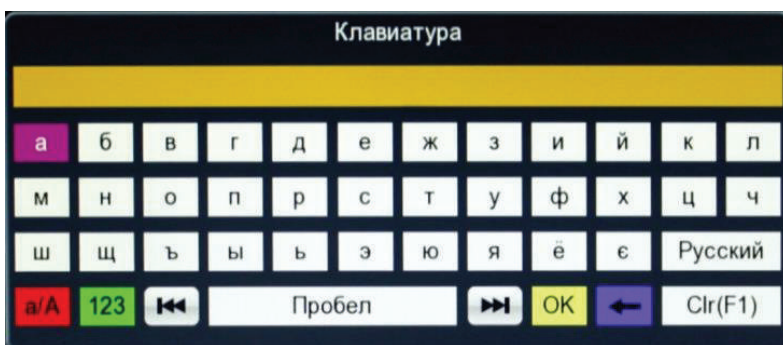 Клавиатура
а б в г д е ж з и й к л
м н о п р с т у ф х ц ч
ш щ ъ ы ь э ю я ё є Русский
a/A 123 Пробел OK Clr(F1)